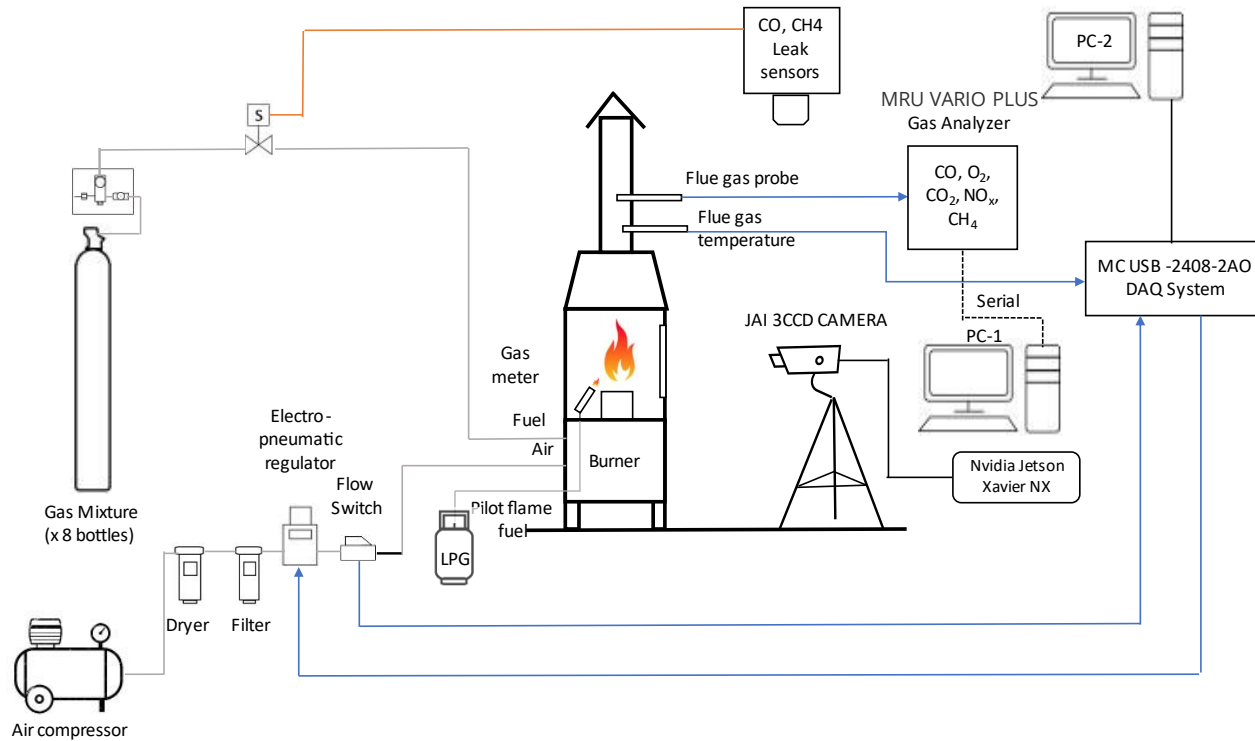 CO, CH4
Leak
sensors
PC-2
S
MRU VARIO PLUS
Gas Analyzer
CO, O₂,
CO₂, NOₓ,
CH₄
Flue gas probe
Flue gas
temperature
MC USB -2408-2AO
DAQ System
Serial
JAI 3CCD CAMERA
PC-1
Gas
meter
Fuel
Air
Electro-
pneumatic
regulator
Burner
Flow
Switch
Nvidia Jetson
Xavier NX
Gas Mixture
(x 8 bottles)
Pilot flame
fuel
LPG
Dryer
Filter
Air compressor